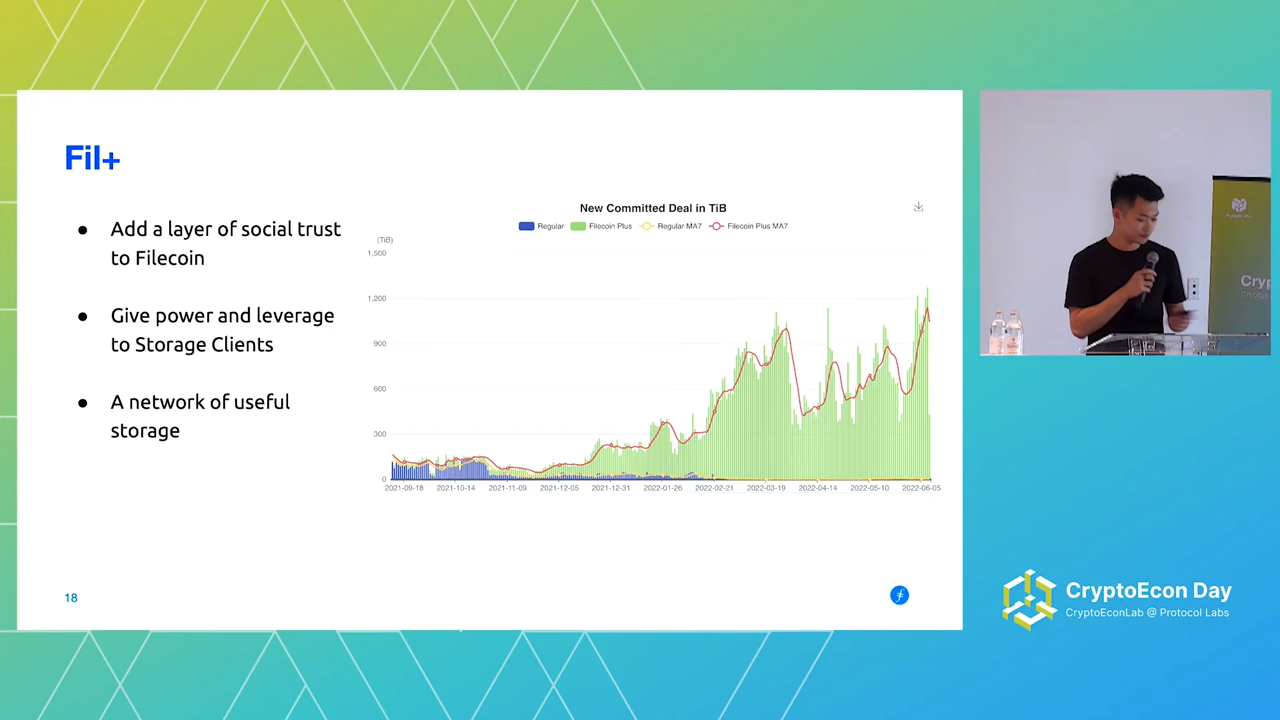 Fil+
● Add a layer of social trust
to Filecoin
● Give power and leverage
to Storage Clients
● A network of useful
storage
New Committed Deal in TiB
Regular Filecoin Plus Regular MA7 Filecoin Plus MA7
(TiB)
1,500
1,200
900
600
300
0
2021-09-18 2021-10-14 2021-11-09 2021-12-05 2021-12-31 2022-01-26 2022-02-21 2022-03-19 2022-04-14 2022-05-10 2022-06-05
18
CryptoEcon Day
CryptoEconLab @ Protocol Labs